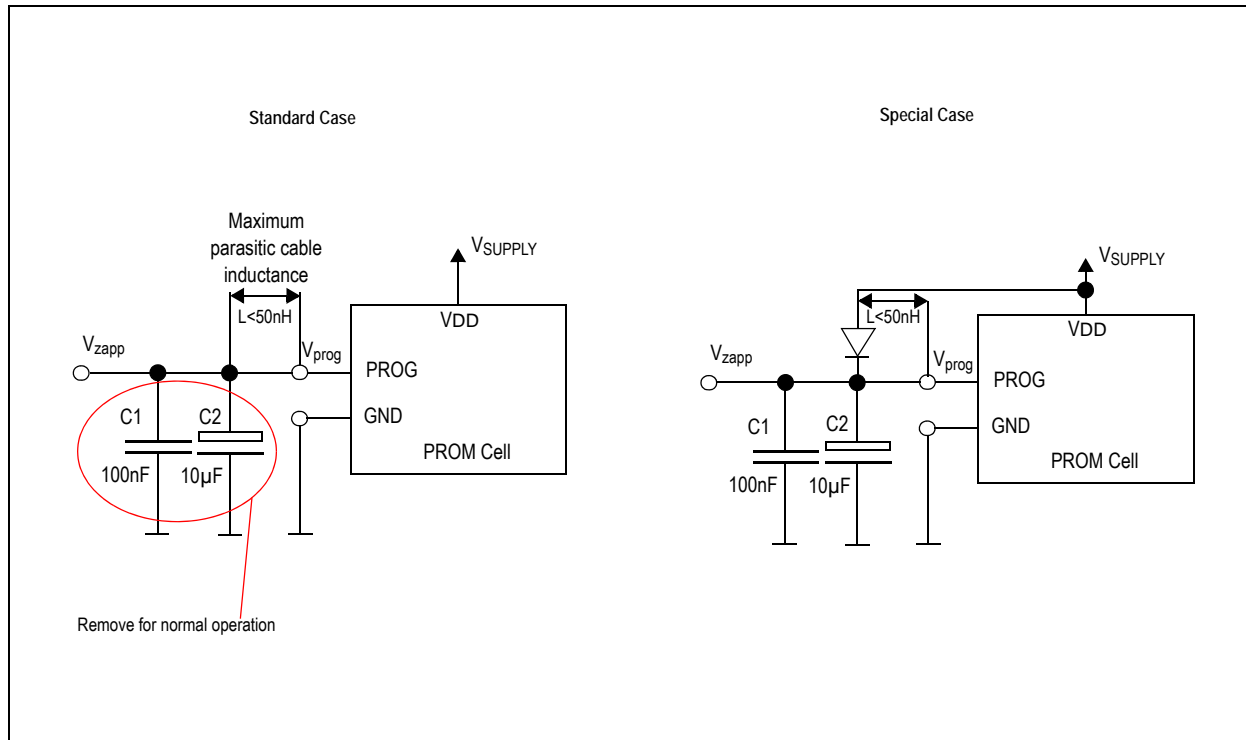 Standard Case
Maximum
parasitic cable
inductance
L<50nH
VSUPPLY
VDD
Vzapp
Vprog
PROG
GND
PROM Cell
C1
C2
100nF
10µF
Remove for normal operation
Special Case
VSUPPLY
L<50nH
VDD
Vzapp
Vprog
PROG
GND
PROM Cell
C1
C2
100nF
10µF